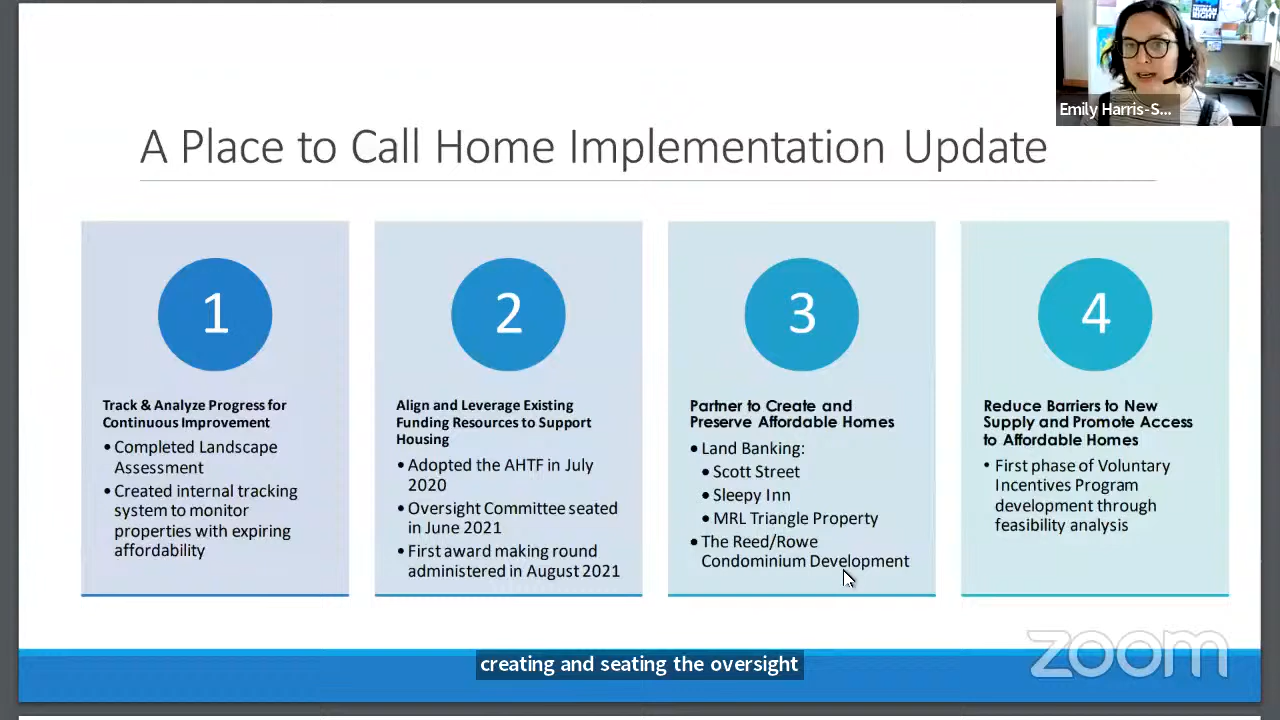 HUMAN
RIGHT
Emily Harris-S...
A Place to Call Home Implementation Update
1
Track & Analyze Progress for
Continuous Improvement
• Completed Landscape
Assessment
• Created internal tracking
system to monitor
properties with expiring
affordability
2
Align and Leverage Existing
Funding Resources to Support
Housing
• Adopted the AHTF in July
2020
• Oversight Committee seated
in June 2021
• First award making round
administered in August 2021
3
Partner to Create and
Preserve Affordable Homes
• Land Banking:
• Scott Street
• Sleepy Inn
• MRL Triangle Property
• The Reed/Rowe
Condominium Development
4
Reduce Barriers to New
Supply and Promote Access
to Affordable Homes
• First phase of Voluntary
Incentives Program
development through
feasibility analysis
creating and seating the oversight
zoom